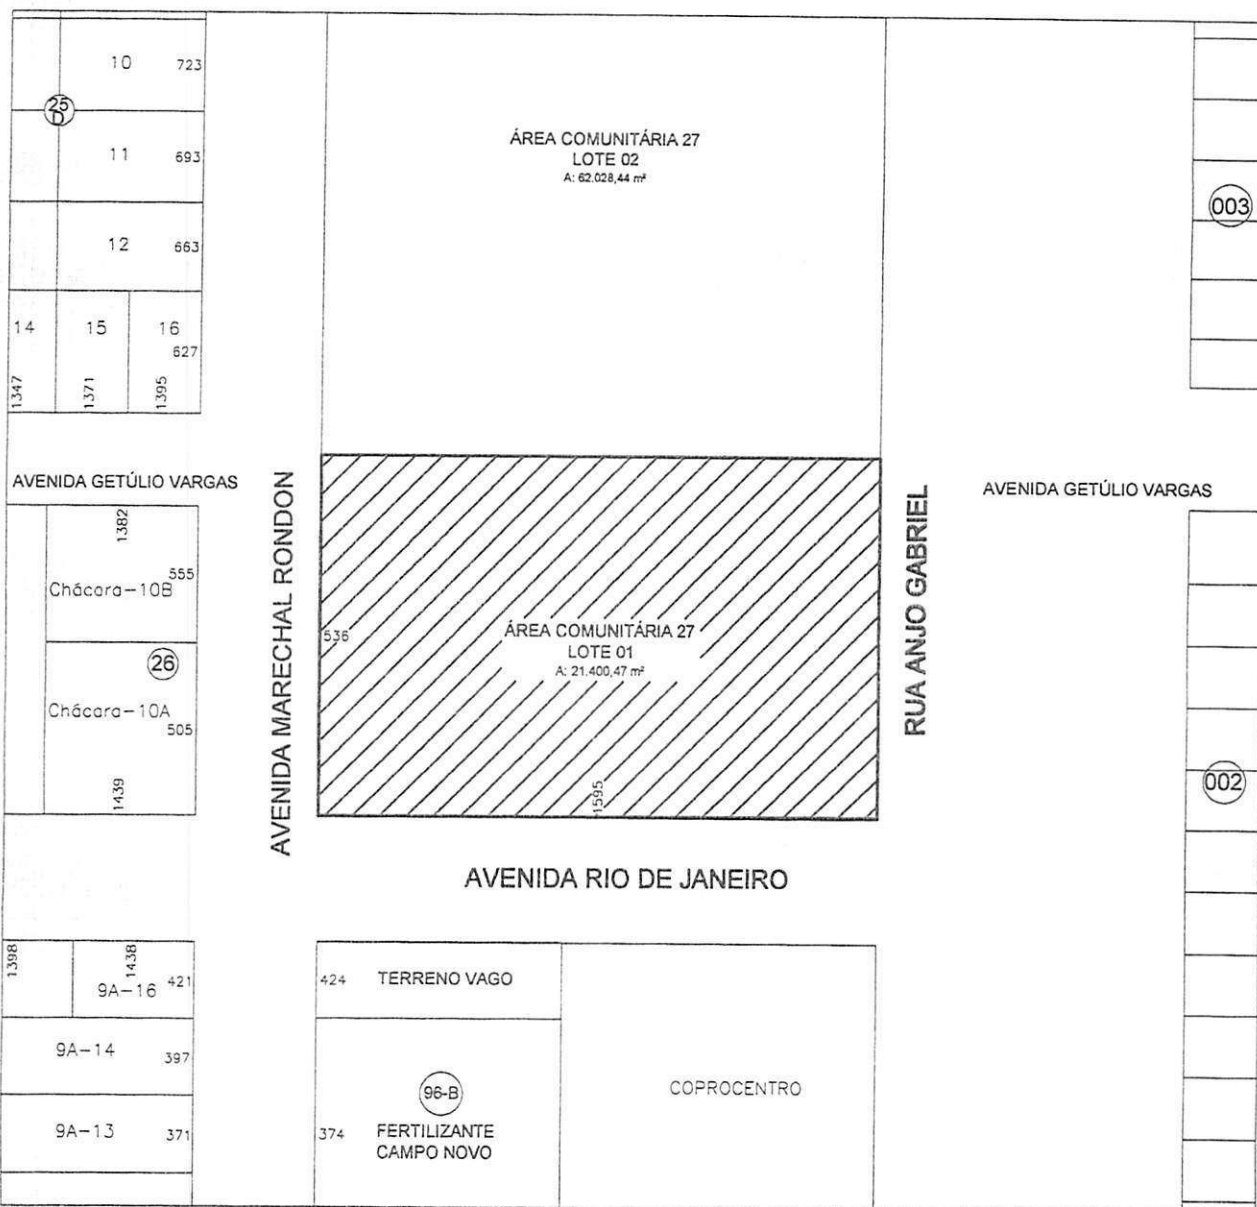 10 723
25
D
11 693
12 663
14 15 16
627
1347 1371 1395
ÁREA COMUNITÁRIA 27
LOTE 02
A: 62.028,44 m²
003
AVENIDA GETÚLIO VARGAS
AVENIDA MARECHAL RONDON
RUA ANJO GABRIEL
AVENIDA GETÚLIO VARGAS
1382
555
Chácara-10B
26
Chácara-10A
505
1439
536
ÁREA COMUNITÁRIA 27
LOTE 01
A: 21.400,47 m²
1595
002
AVENIDA RIO DE JANEIRO
1398
1438
9A-16 421
9A-14 397
9A-13 371
424 TERRENO VAGO
96-B
374 FERTILIZANTE
CAMPO NOVO
COPROCENTRO